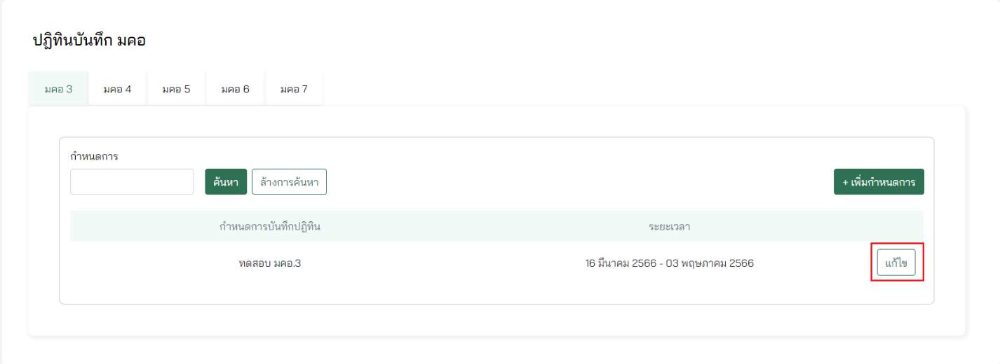 ปฏิทินบันทึก มคอ
มคอ 3 มคอ 4 มคอ 5 มคอ 6 มคอ 7
กำหนดการ
ค้นหา ล้างการค้นหา + เพิ่มกำหนดการ
กำหนดการบันทึกปฏิทิน ระยะเวลา
ทดสอบ มคอ.3 16 มีนาคม 2566 - 03 พฤษภาคม 2566 แก้ไข